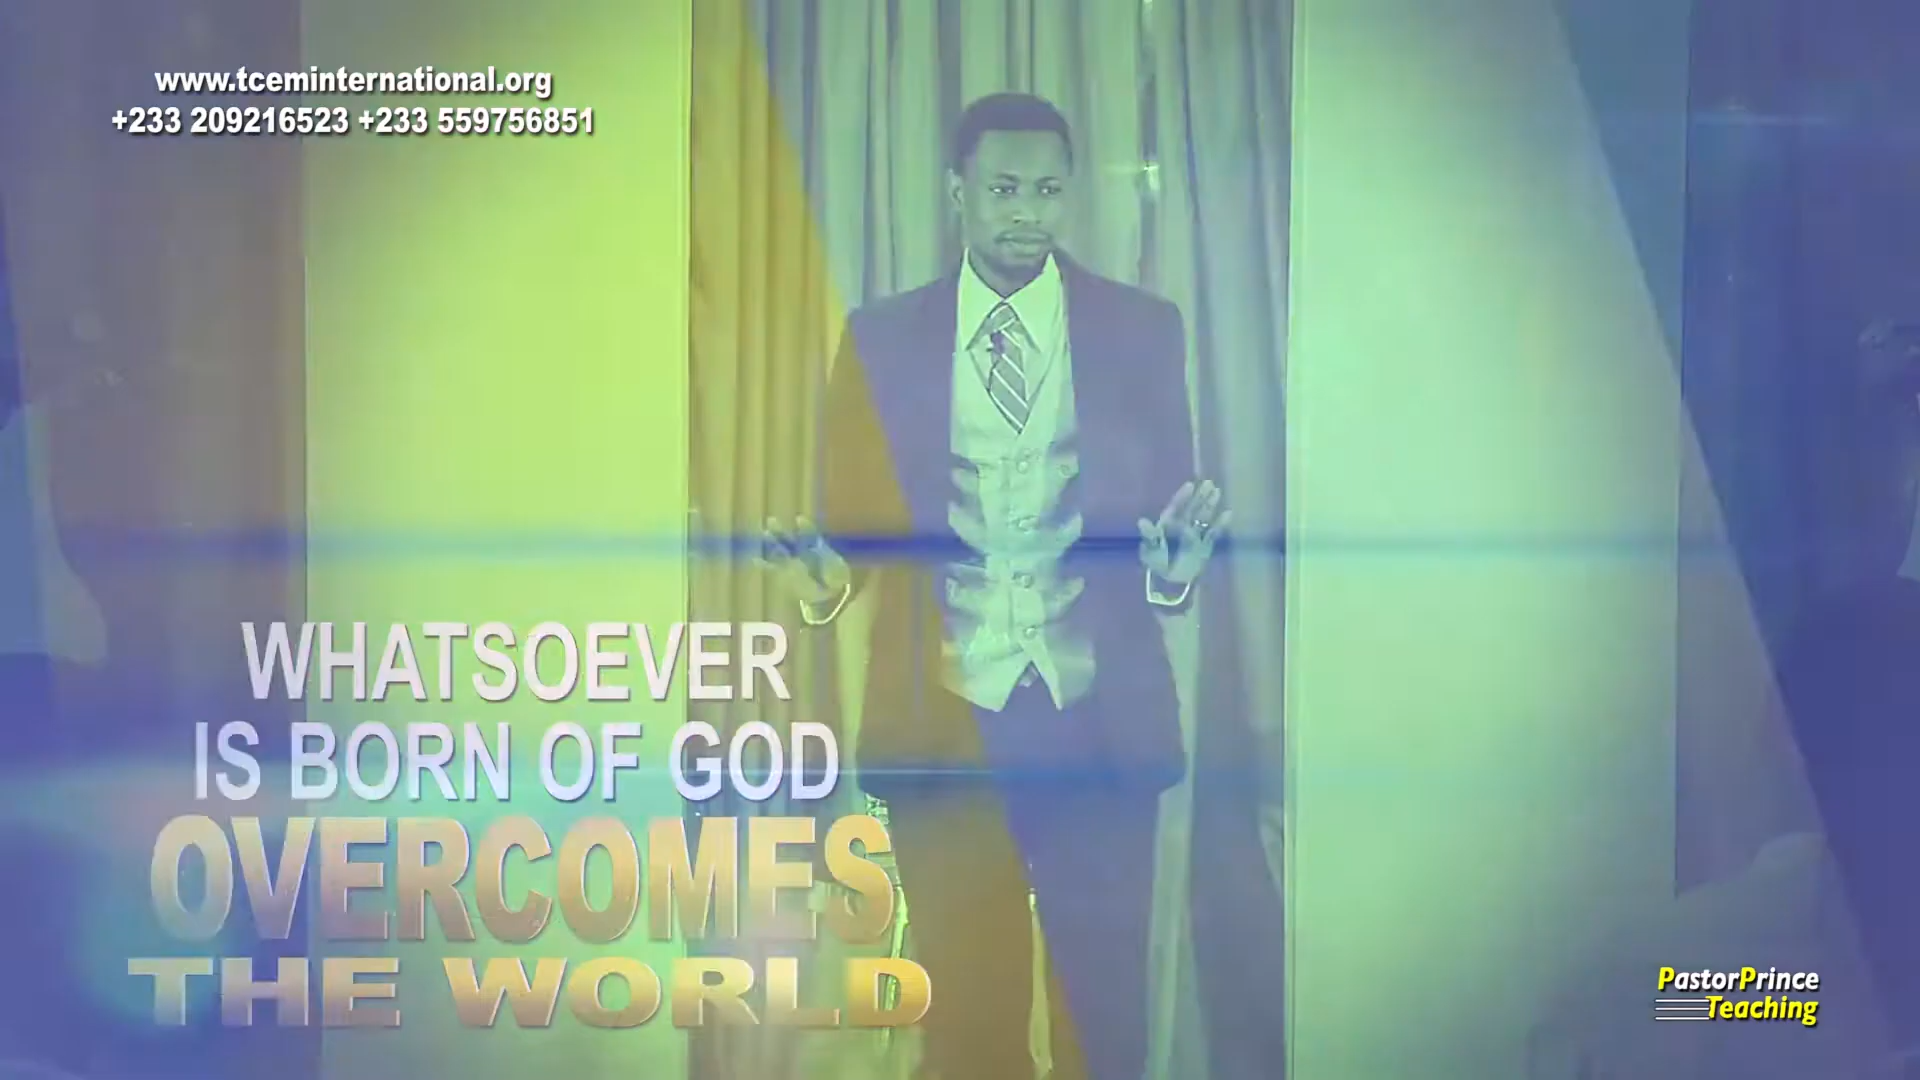 www.tceminternational.org
+233 209216523 +233 559756851
WHATSOEVER
IS BORN OF GOD
OVERCOMES
THE WORLD
PastorPrince
Teaching